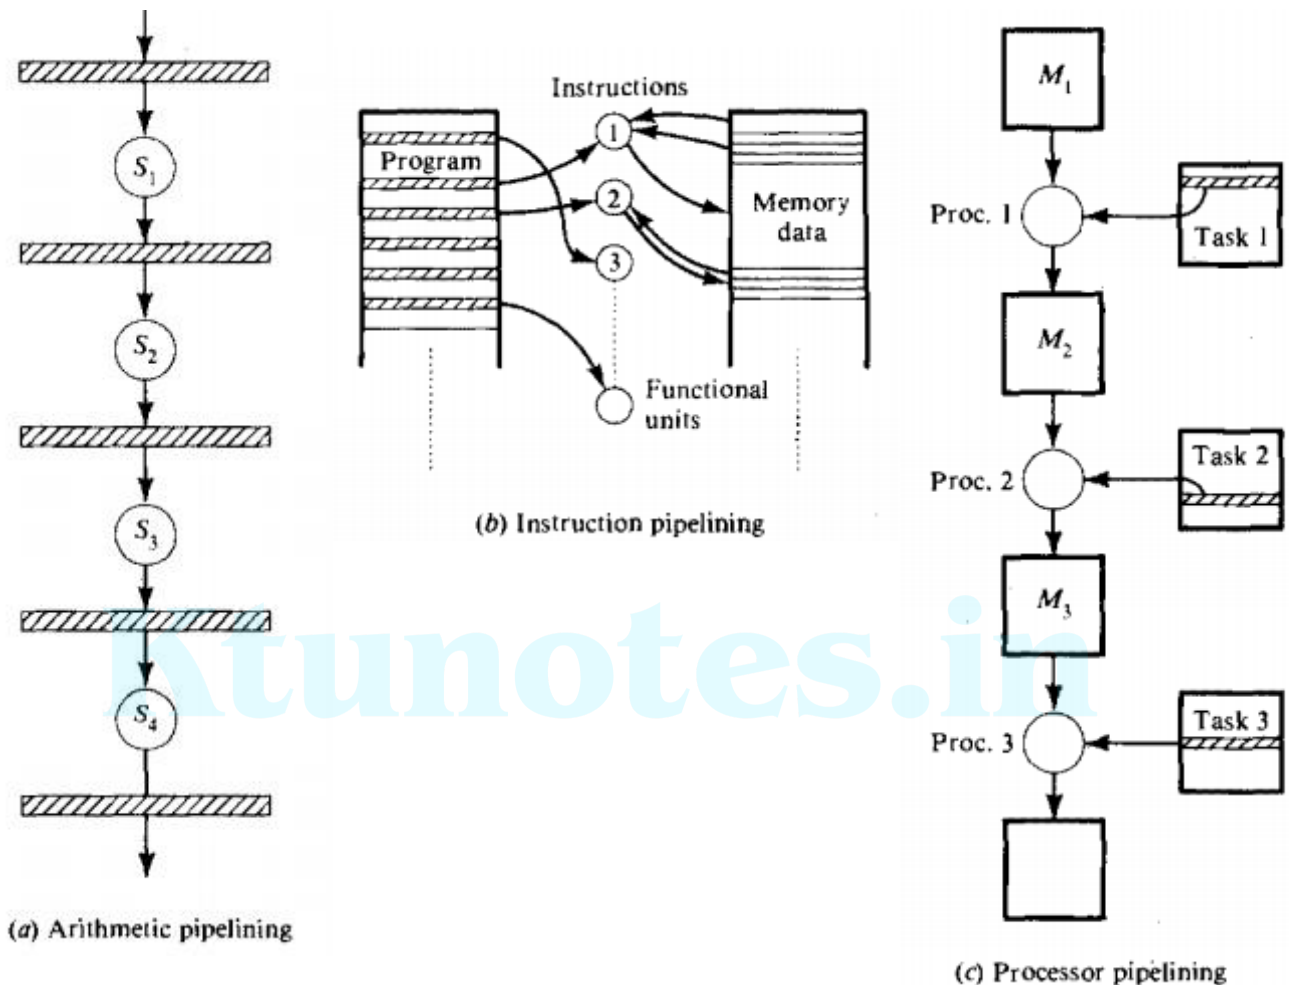 S₁
S₂
S₃
S₄
(a) Arithmetic pipelining
Instructions
Program
1
2
3
Memory
data
Functional
units
(b) Instruction pipelining
M₁
Proc. 1
Task 1
M₂
Proc. 2
Task 2
M₃
Proc. 3
Task 3
(c) Processor pipelining
Ktunotes.in